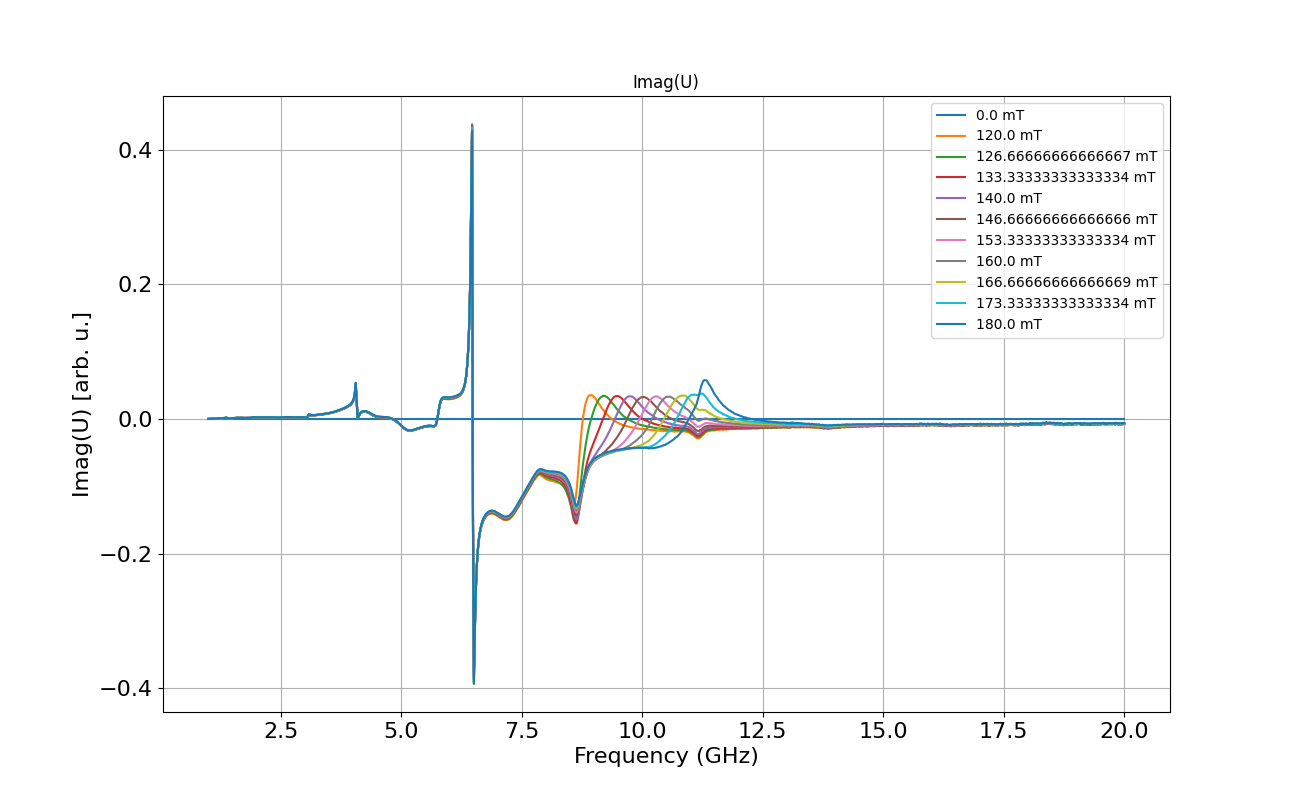 Imag(U)
0.0 mT
120.0 mT
126.66666666666667 mT
133.33333333333334 mT
140.0 mT
146.66666666666666 mT
153.33333333333334 mT
160.0 mT
166.66666666666669 mT
173.33333333333334 mT
180.0 mT
Imag(U) [arb. u.]
0.4
0.2
0.0
−0.2
−0.4
2.5 5.0 7.5 10.0 12.5 15.0 17.5 20.0
Frequency (GHz)